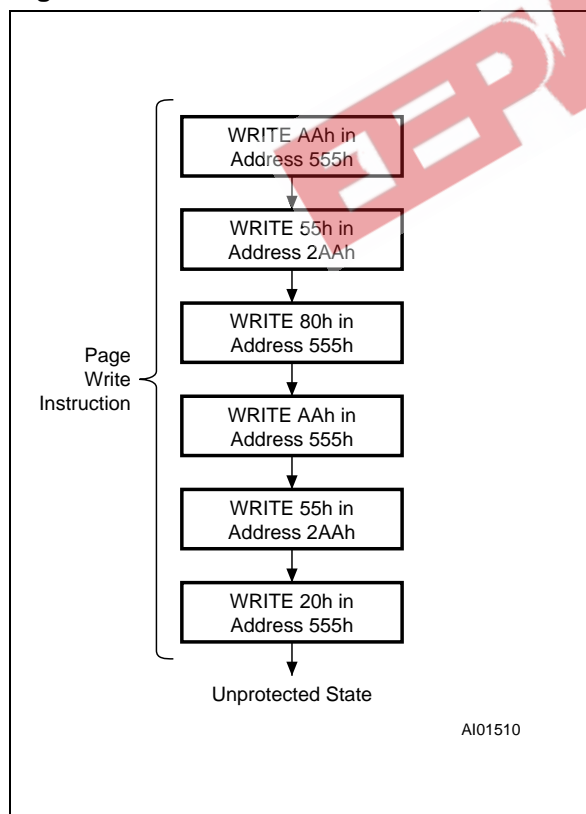 WRITE AAh in
Address 555h
WRITE 55h in
Address 2AAh
WRITE 80h in
Address 555h
Page
Write
Instruction
WRITE AAh in
Address 555h
WRITE 55h in
Address 2AAh
WRITE 20h in
Address 555h
Unprotected State
AI01510